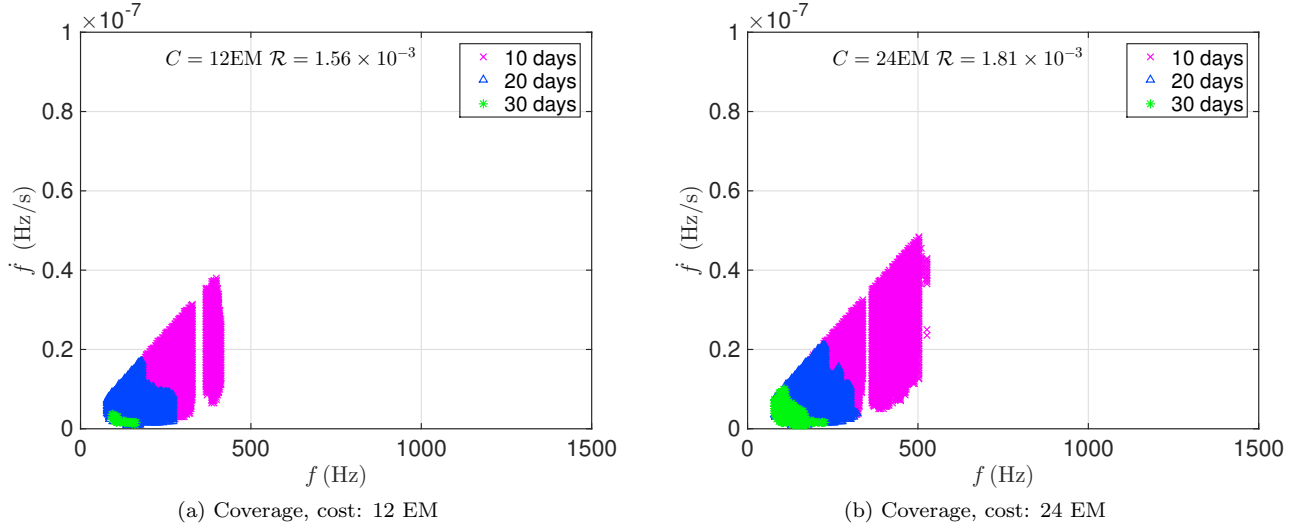 ×10⁻⁷
C = 12EM R = 1.56 × 10⁻³
10 days
20 days
30 days
1
0.8
0.6
0.4
0.2
0
ḟ (Hz/s)
0 500 1000 1500
f (Hz)
(a) Coverage, cost: 12 EM
×10⁻⁷
C = 24EM R = 1.81 × 10⁻³
10 days
20 days
30 days
1
0.8
0.6
0.4
0.2
0
ḟ (Hz/s)
0 500 1000 1500
f (Hz)
(b) Coverage, cost: 24 EM